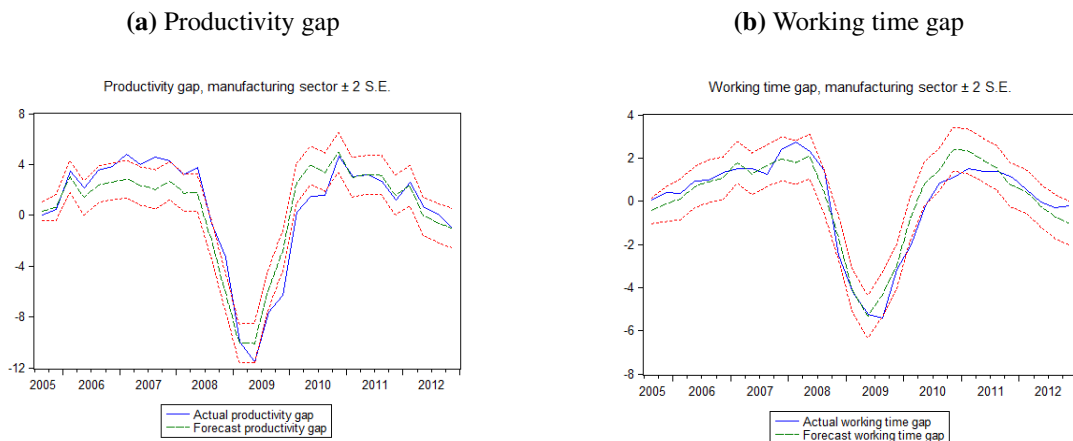 (a) Productivity gap
Productivity gap, manufacturing sector ± 2 S.E.
8
4
0
-4
-8
-12
2005 2006 2007 2008 2009 2010 2011 2012
Actual productivity gap
Forecast productivity gap
(b) Working time gap
Working time gap, manufacturing sector ± 2 S.E.
4
2
0
-2
-4
-6
-8
2005 2006 2007 2008 2009 2010 2011 2012
Actual working time gap
Forecast working time gap